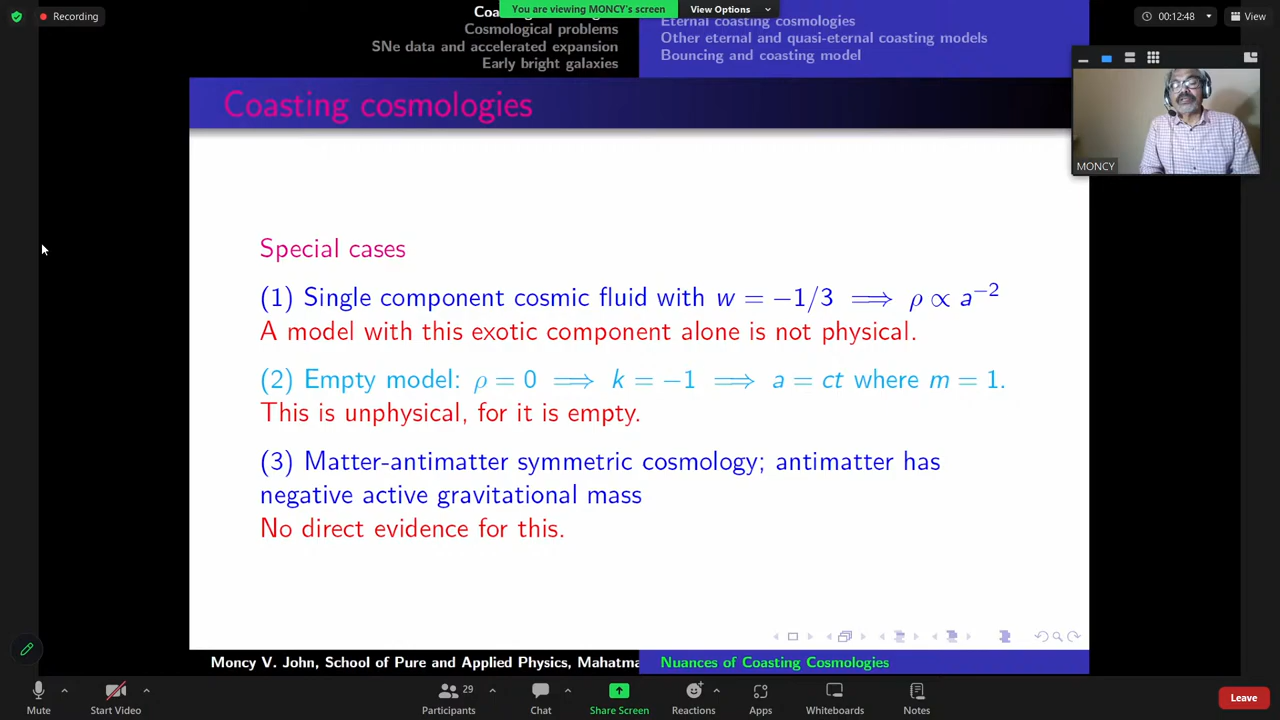 You are viewing MONCY's screen
View Options
Recording
00:12:48
View
Cosmological problems
SNe data and accelerated expansion
Early bright galaxies
Eternal coasting cosmologies
Other eternal and quasi-eternal coasting models
Bouncing and coasting model
Coasting cosmologies
MONCY
Special cases
(1) Single component cosmic fluid with w = −1/3 ⟹ ρ ∝ a⁻²
A model with this exotic component alone is not physical.
(2) Empty model: ρ = 0 ⟹ k = −1 ⟹ a = ct where m = 1.
This is unphysical, for it is empty.
(3) Matter-antimatter symmetric cosmology; antimatter has
negative active gravitational mass
No direct evidence for this.
Moncy V. John, School of Pure and Applied Physics, Mahatma
Nuances of Coasting Cosmologies
Mute
Start Video
29
Participants
Chat
Share Screen
Reactions
Apps
Whiteboards
Notes
Leave